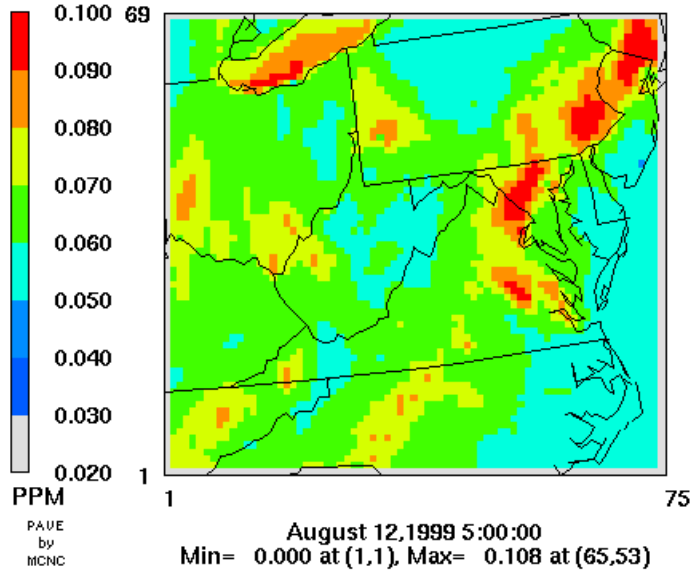 0.100
0.090
0.080
0.070
0.060
0.050
0.040
0.030
0.020
PPM
PAVE
by
MCNC
69
1
1 75
August 12,1999 5:00:00
Min= 0.000 at (1,1), Max= 0.108 at (65,53)